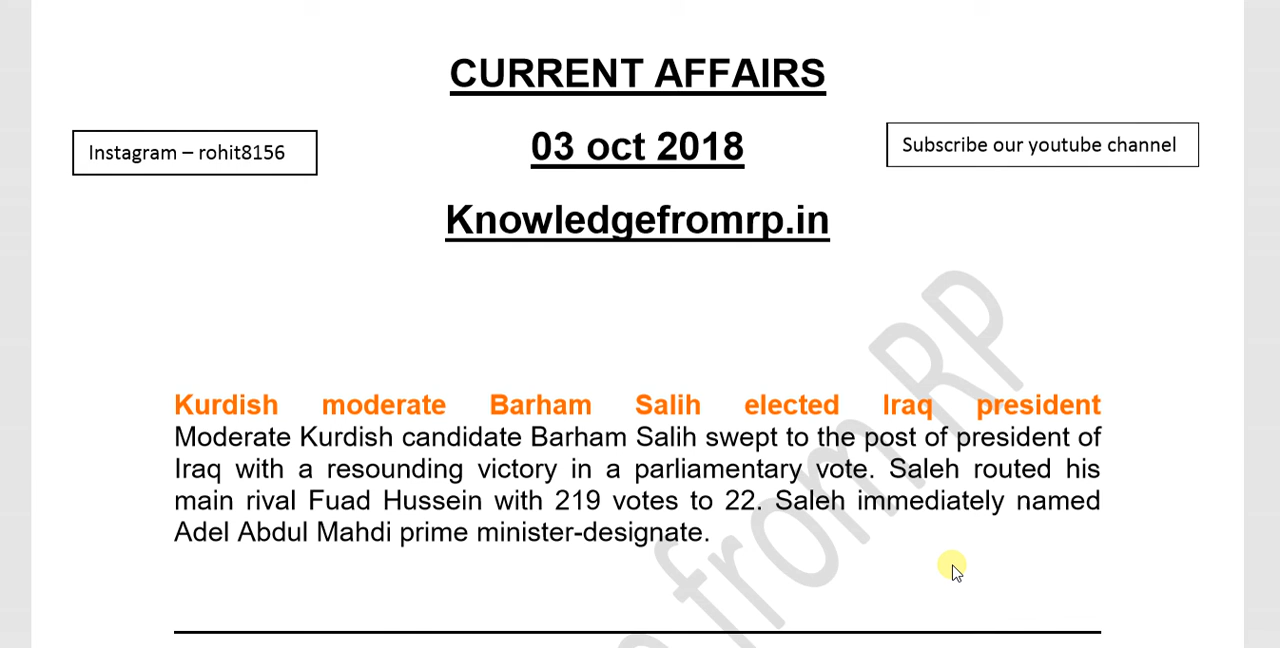 CURRENT AFFAIRS
Instagram – rohit8156
03 oct 2018
Subscribe our youtube channel
Knowledgefromrp.in
Kurdish moderate Barham Salih elected Iraq president
Moderate Kurdish candidate Barham Salih swept to the post of president of
Iraq with a resounding victory in a parliamentary vote. Saleh routed his
main rival Fuad Hussein with 219 votes to 22. Saleh immediately named
Adel Abdul Mahdi prime minister-designate.
from RP